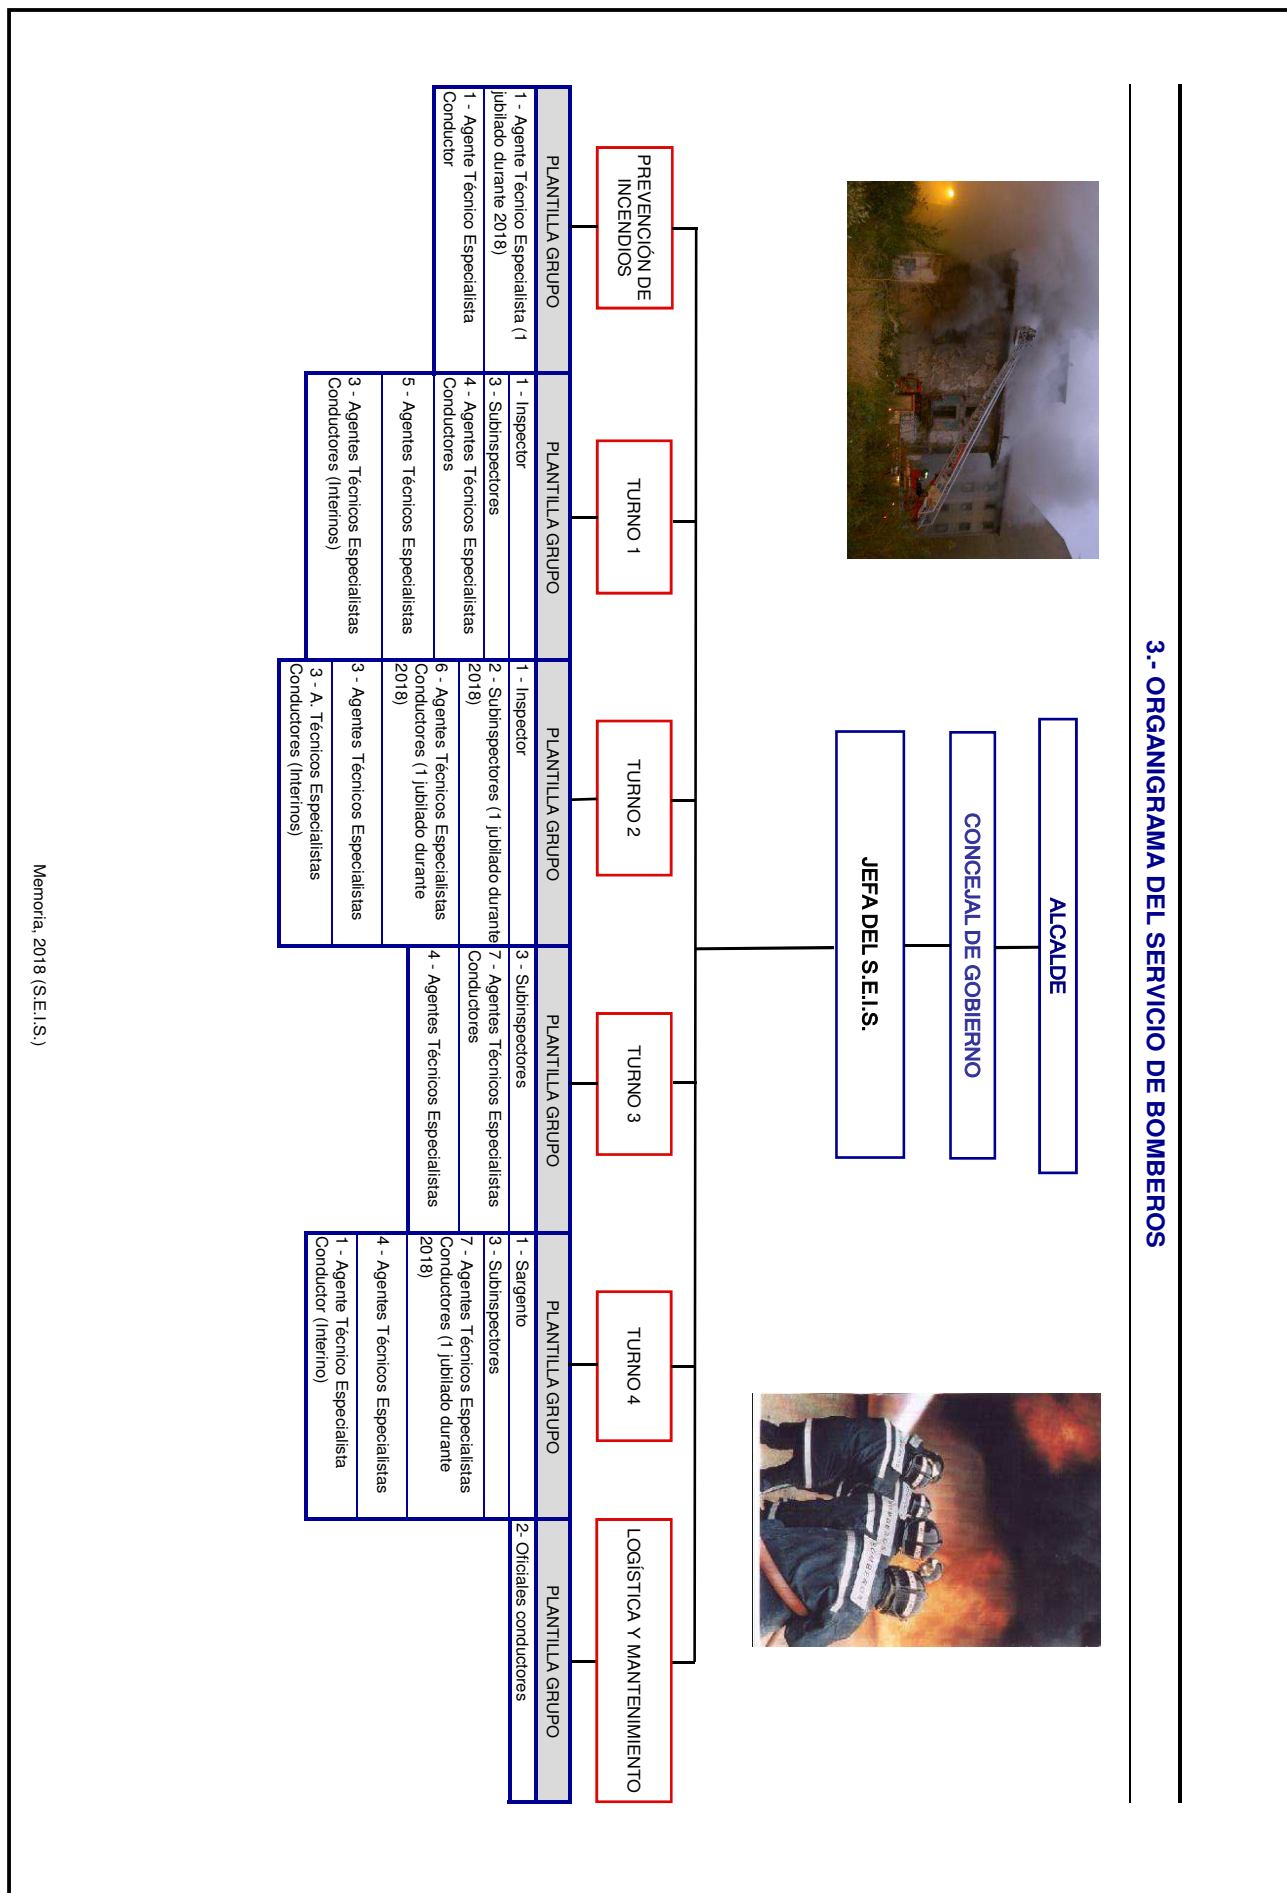 3.- ORGANIGRAMA DEL SERVICIO DE BOMBEROS
ALCALDE
CONCEJAL DE GOBIERNO
JEFA DEL S.E.I.S.
PREVENCIÓN DE
INCENDIOS
TURNO 1
TURNO 2
TURNO 3
TURNO 4
LOGÍSTICA Y MANTENIMIENTO
PLANTILLA GRUPO
1 - Agente Técnico Especialista (1
jubilado durante 2018)
1 - Agente Técnico Especialista
Conductor
PLANTILLA GRUPO
1 - Inspector
3 - Subinspectores
4 - Agentes Técnicos Especialistas
Conductores
5 - Agentes Técnicos Especialistas
3 - Agentes Técnicos Especialistas
Conductores (Interinos)
PLANTILLA GRUPO
1 - Inspector
2 - Subinspectores (1 jubilado durante
2018)
6 - Agentes Técnicos Especialistas
Conductores (1 jubilado durante
2018)
3 - Agentes Técnicos Especialistas
3 - A. Técnicos Especialistas
Conductores (Interinos)
PLANTILLA GRUPO
3 - Subinspectores
7 - Agentes Técnicos Especialistas
Conductores
4 - Agentes Técnicos Especialistas
PLANTILLA GRUPO
1 - Sargento
3 - Subinspectores
7 - Agentes Técnicos Especialistas
Conductores (1 jubilado durante
2018)
4 - Agentes Técnicos Especialistas
1 - Agente Técnico Especialista
Conductor (Interino)
PLANTILLA GRUPO
2- Oficiales conductores
BOMBEROS
BOMBEROS
Memoria, 2018 (S.E.I.S.)